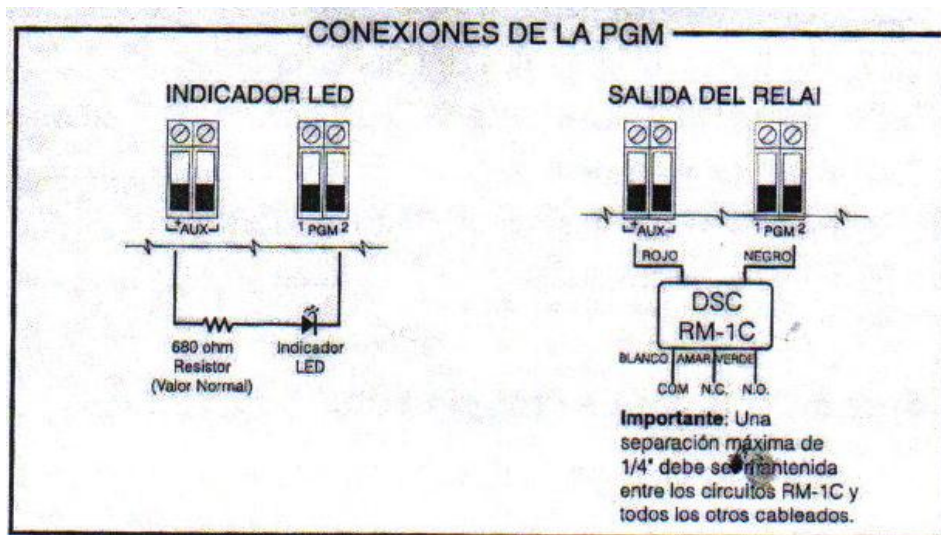 CONEXIONES DE LA PGM
INDICADOR LED
+AUX-
1 PGM 2
680 ohm
Resistor
(Valor Normal)
Indicador
LED
SALIDA DEL RELAI
+AUX-
1 PGM 2
ROJO
NEGRO
DSC
RM-1C
BLANCO AMAR. VERDE
COM N.C. N.O.
Importante: Una
separación máxima de
1/4" debe ser mantenida
entre los circuitos RM-1C y
todos los otros cableados.